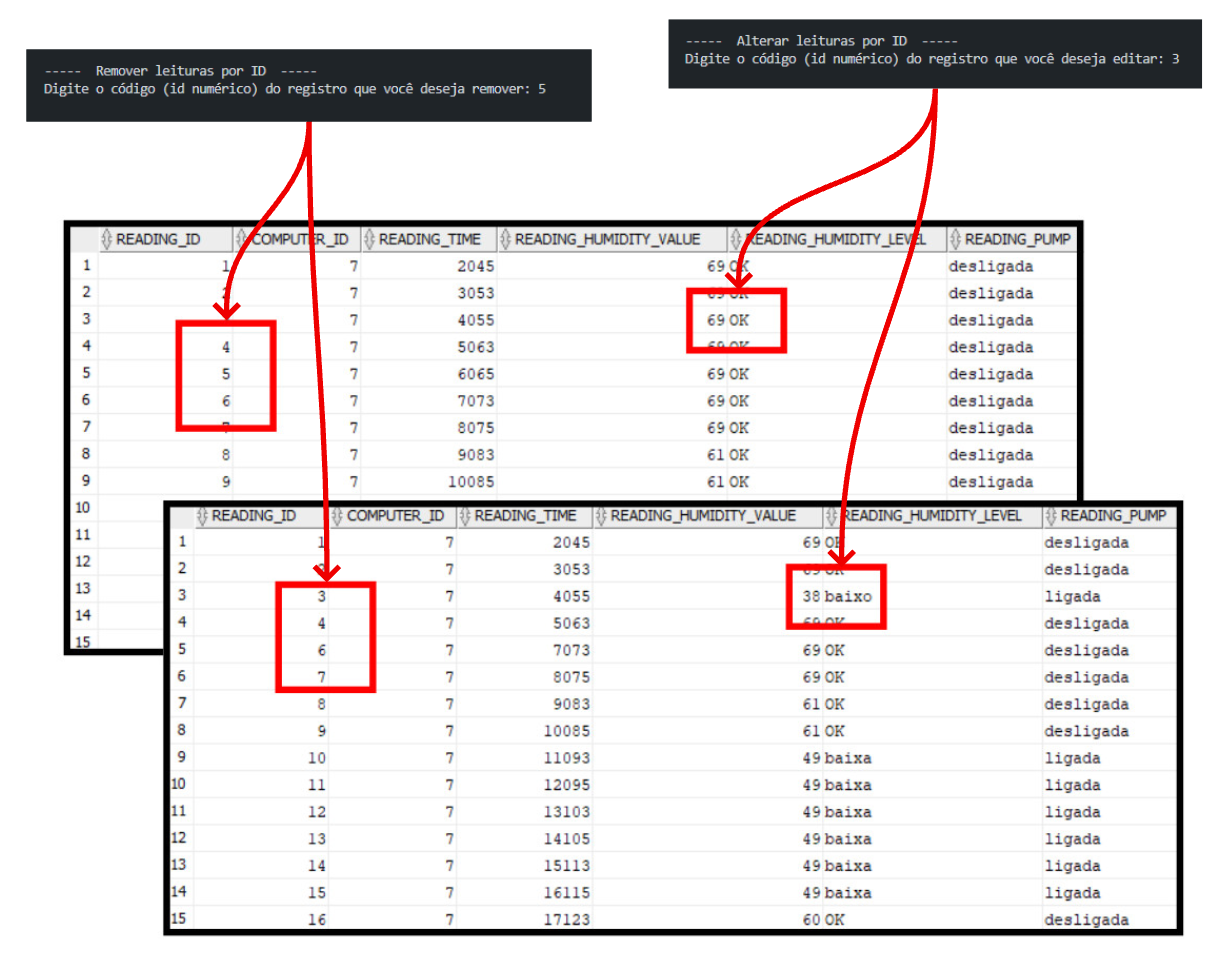 ----- Alterar leituras por ID -----
Digite o código (id numérico) do registro que você deseja editar: 3
----- Remover leituras por ID -----
Digite o código (id numérico) do registro que você deseja remover: 5
READING_ID COMPUTER_ID READING_TIME READING_HUMIDITY_VALUE READING_HUMIDITY_LEVEL READING_PUMP
1 1 7 2045 69 OK desligada
2 2 7 3053 69 OK desligada
3 7 4055 69 OK desligada
4 4 7 5063 69 OK desligada
5 5 7 6065 69 OK desligada
6 6 7 7073 69 OK desligada
7 7 7 8075 69 OK desligada
8 8 7 9083 61 OK desligada
9 9 7 10085 61 OK desligada
10
11
12
13
14
15
READING_ID COMPUTER_ID READING_TIME READING_HUMIDITY_VALUE READING_HUMIDITY_LEVEL READING_PUMP
1 1 7 2045 69 OK desligada
2 7 3053 69 OK desligada
3 3 7 4055 38 baixo ligada
4 4 7 5063 69 OK desligada
5 6 7 7073 69 OK desligada
6 7 7 8075 69 OK desligada
7 8 7 9083 61 OK desligada
8 9 7 10085 61 OK desligada
9 10 7 11093 49 baixa ligada
10 11 7 12095 49 baixa ligada
11 12 7 13103 49 baixa ligada
12 13 7 14105 49 baixa ligada
13 14 7 15113 49 baixa ligada
14 15 7 16115 49 baixa ligada
15 16 7 17123 60 OK desligada